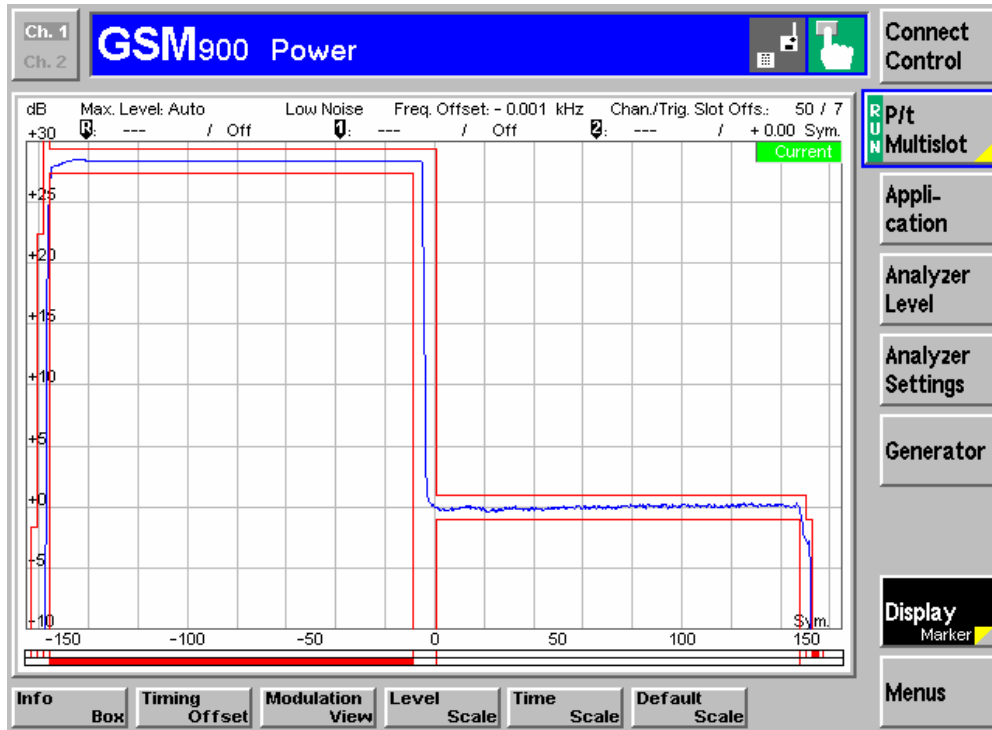 Ch. 1
Ch. 2
GSM900 Power
Connect Control
dB Max. Level: Auto Low Noise Freq. Offset: - 0.001 kHz Chan./Trig. Slot Offs.: 50 / 7
R: --- / Off 1: --- / Off 2: --- / + 0.00 Sym.
Current
RUN
P/t Multislot
+30
+25
+20
+15
+10
+5
+0
-5
-10
-150 -100 -50 0 50 100 150
Sym.
Appli-
cation
Analyzer
Level
Analyzer
Settings
Generator
Display
Marker
Menus
Info Box
Timing Offset
Modulation View
Level Scale
Time Scale
Default Scale